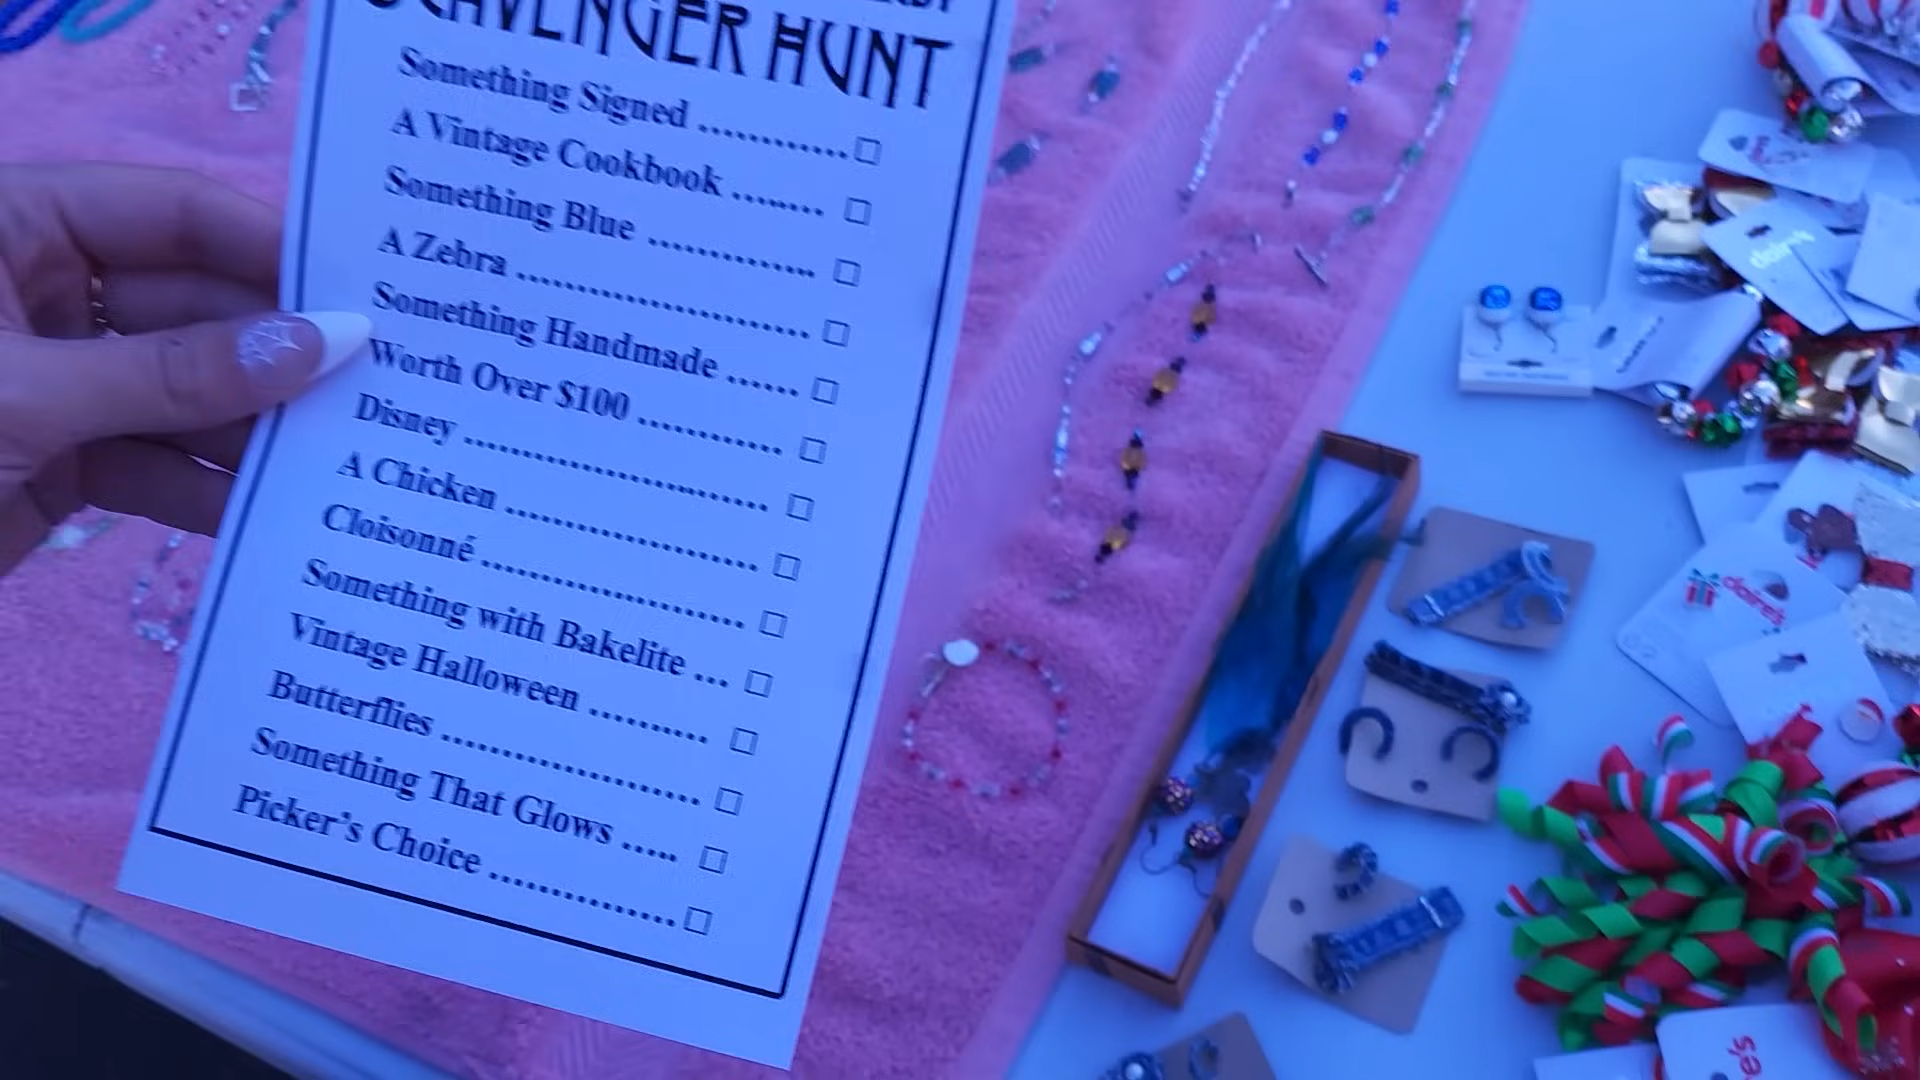 SCAVENGER HUNT
Something Signed ............... □
A Vintage Cookbook ........ □
Something Blue .............. □
A Zebra ........................ □
Something Handmade ...... □
Worth Over $100 ............ □
Disney ......................... □
A Chicken ..................... □
Cloisonné ...................... □
Something with Bakelite ... □
Vintage Halloween .......... □
Butterflies ..................... □
Something That Glows ..... □
Picker's Choice ................ □
claire's
claire's